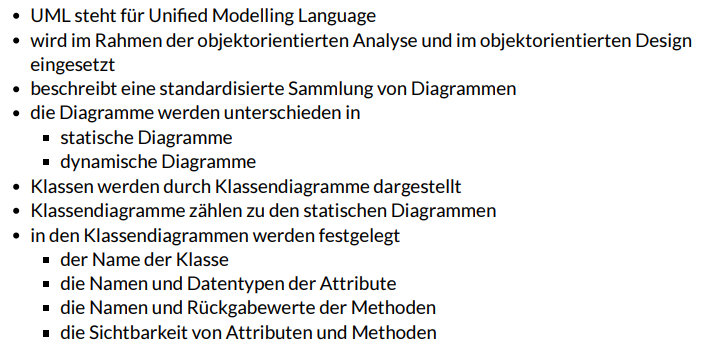 • UML steht für Unified Modelling Language
• wird im Rahmen der objektorientierten Analyse und im objektorientierten Design
eingesetzt
• beschreibt eine standardisierte Sammlung von Diagrammen
• die Diagramme werden unterschieden in
▪ statische Diagramme
▪ dynamische Diagramme
• Klassen werden durch Klassendiagramme dargestellt
• Klassendiagramme zählen zu den statischen Diagrammen
• in den Klassendiagrammen werden festgelegt
▪ der Name der Klasse
▪ die Namen und Datentypen der Attribute
▪ die Namen und Rückgabewerte der Methoden
▪ die Sichtbarkeit von Attributen und Methoden